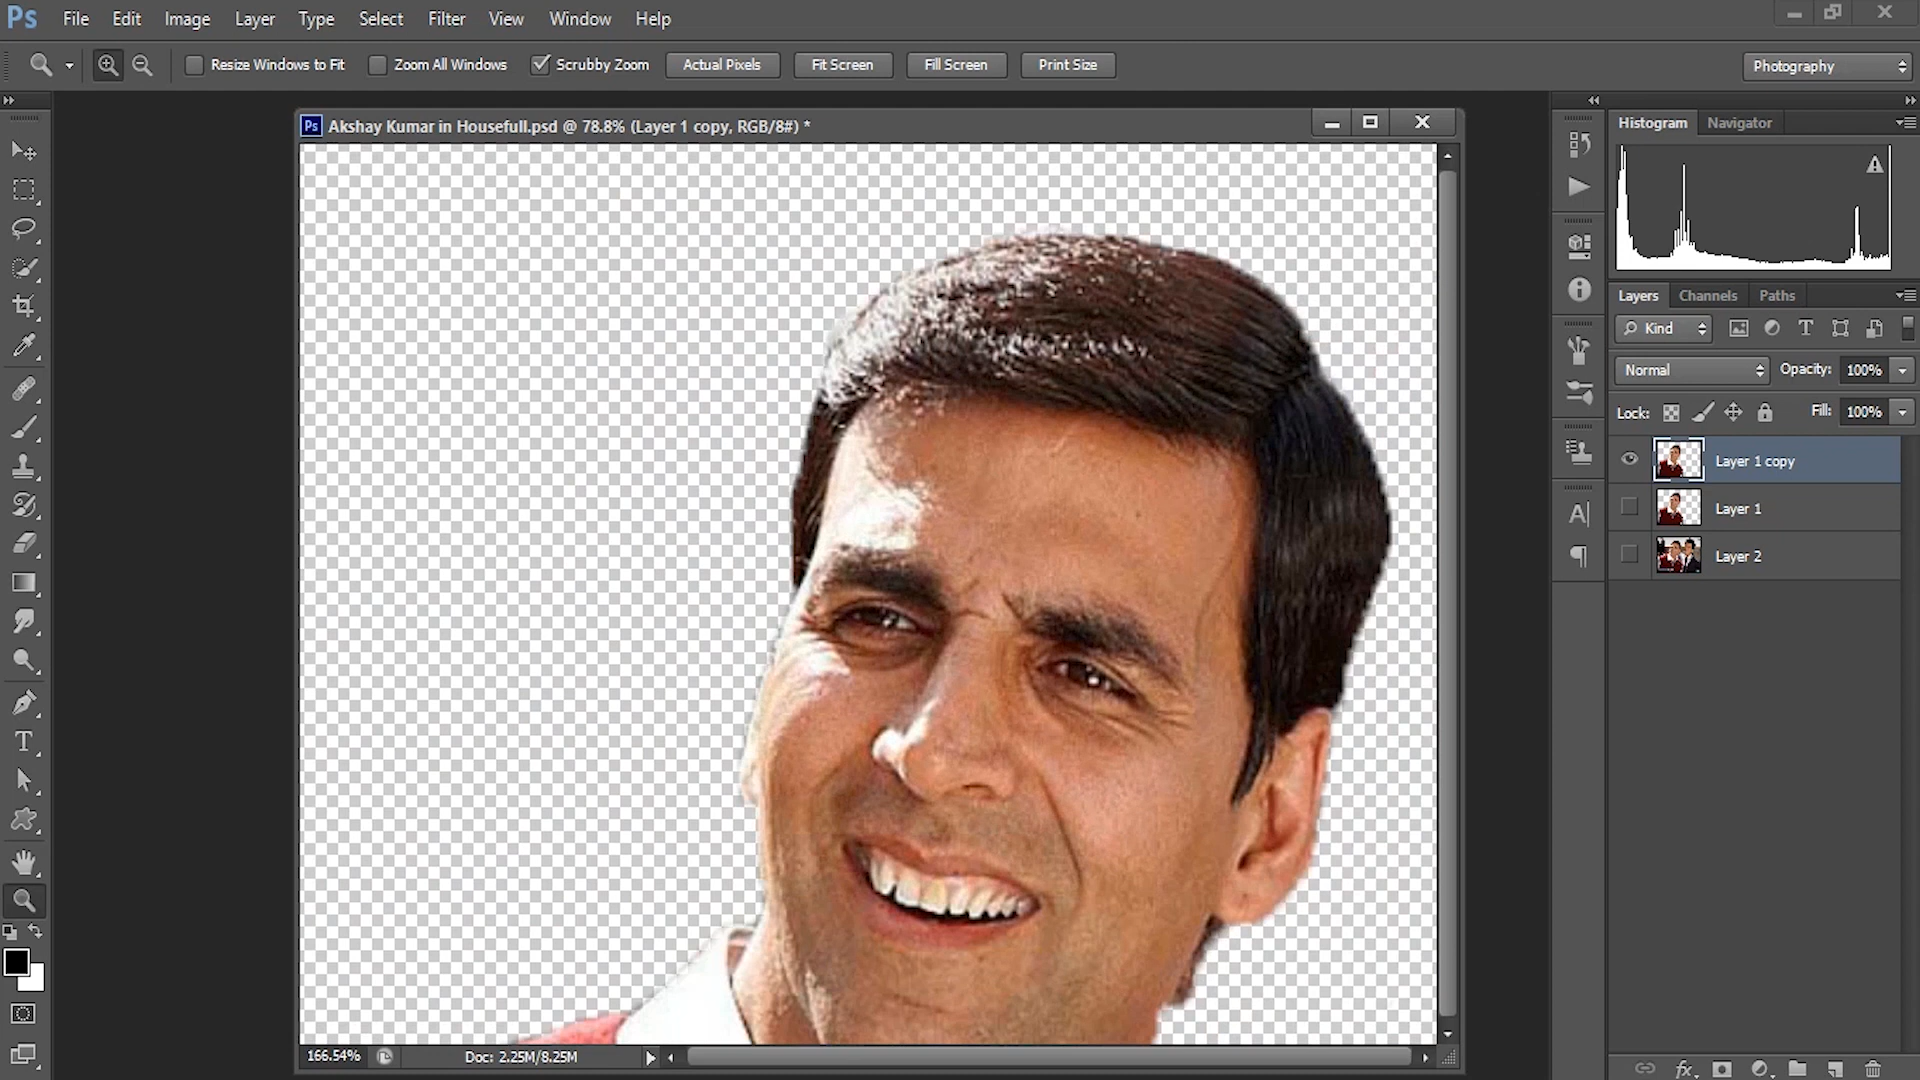 Ps File Edit Image Layer Type Select Filter View Window Help
Resize Windows to Fit Zoom All Windows Scrubby Zoom Actual Pixels Fit Screen Fill Screen Print Size Photography
Ps Akshay Kumar in Housefull.psd @ 78.8% (Layer 1 copy, RGB/8#) *
Histogram Navigator
Layers Channels Paths
Kind T
Normal Opacity: 100%
Lock: Fill: 100%
Layer 1 copy
Layer 1
Layer 2
A
T
166.54% Doc: 2.25M/8.25M
fx